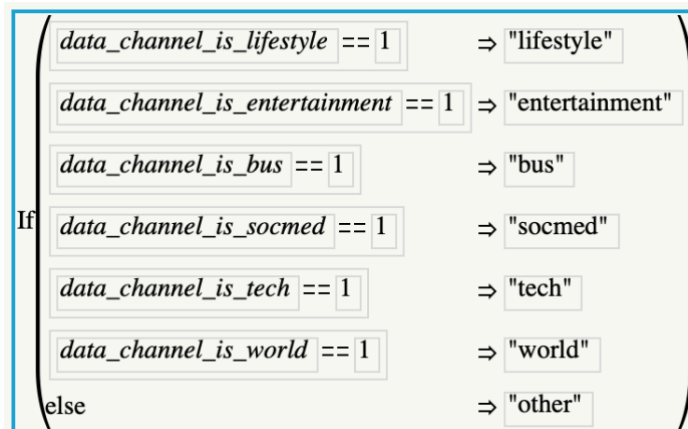 data_channel_is_lifestyle == 1 ⇒ "lifestyle"
data_channel_is_entertainment == 1 ⇒ "entertainment"
data_channel_is_bus == 1 ⇒ "bus"
If data_channel_is_socmed == 1 ⇒ "socmed"
data_channel_is_tech == 1 ⇒ "tech"
data_channel_is_world == 1 ⇒ "world"
else ⇒ "other"